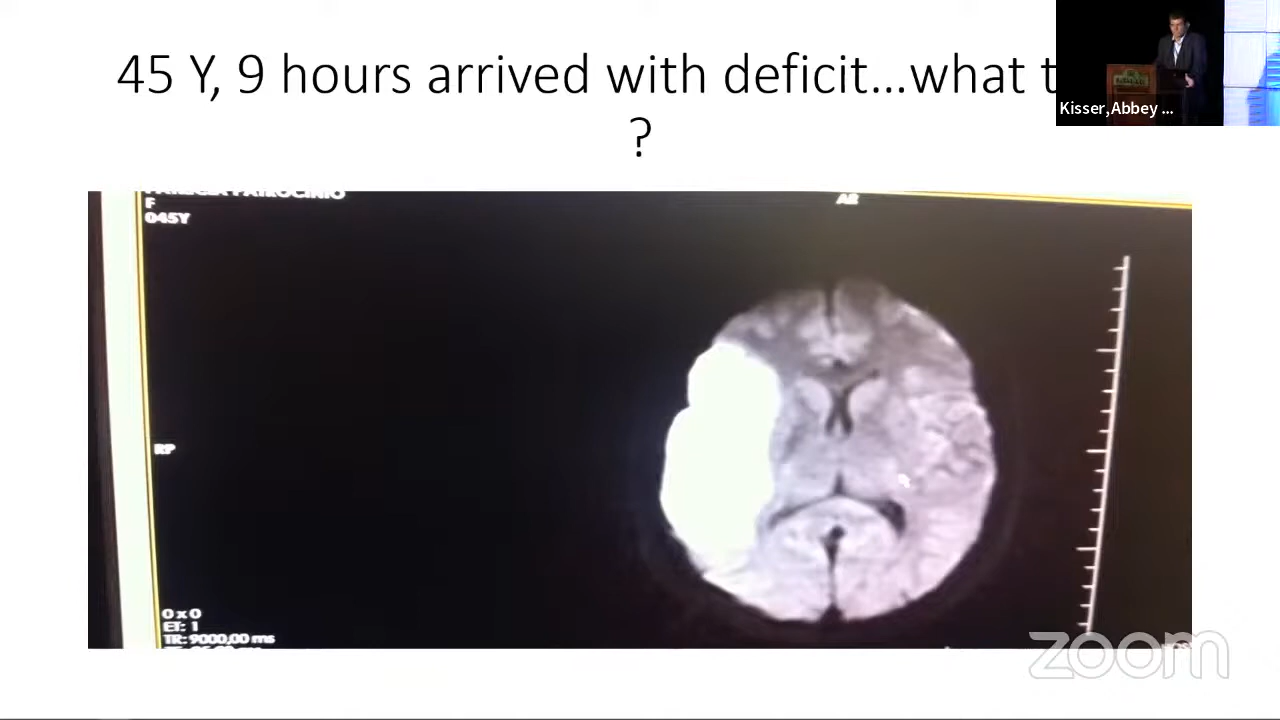 45 Y, 9 hours arrived with deficit...what t
?
Kisser,Abbey ...
F
045Y
AR
RP
0 x 0
ET: 1
TR: 9000,00 ms
zoom